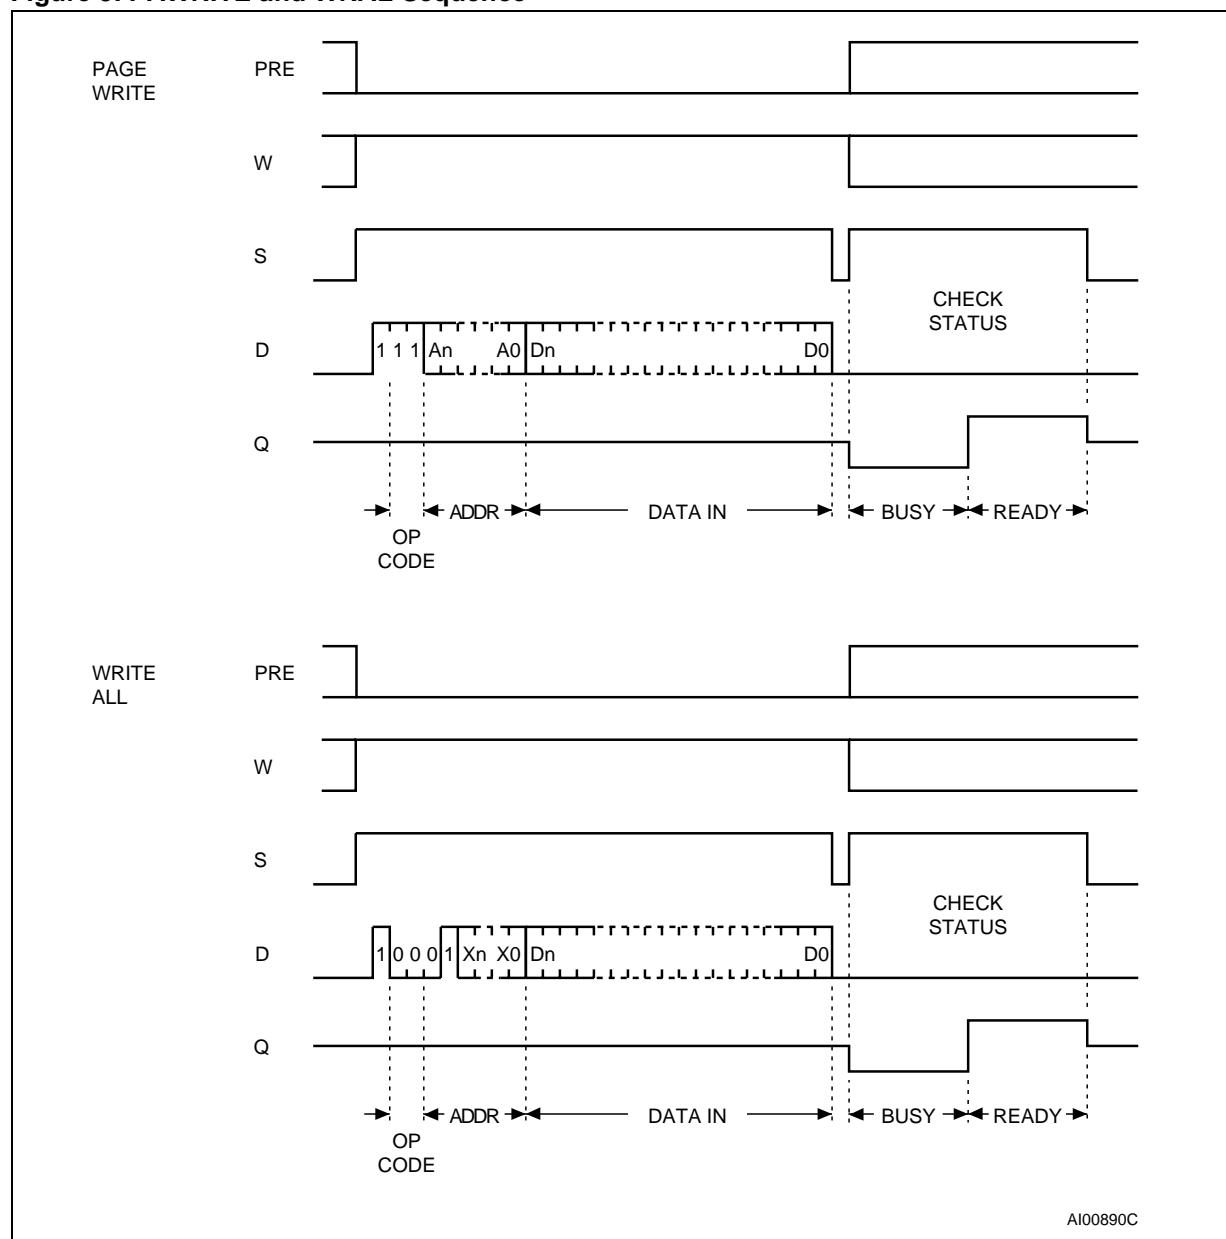 PAGE
WRITE
PRE
W
S
CHECK
STATUS
D
1 1 1 An A0 Dn D0
Q
ADDR DATA IN BUSY READY
OP
CODE
WRITE
ALL
PRE
W
S
CHECK
STATUS
D
1 0 0 0 1 Xn X0 Dn D0
Q
ADDR DATA IN BUSY READY
OP
CODE
AI00890C